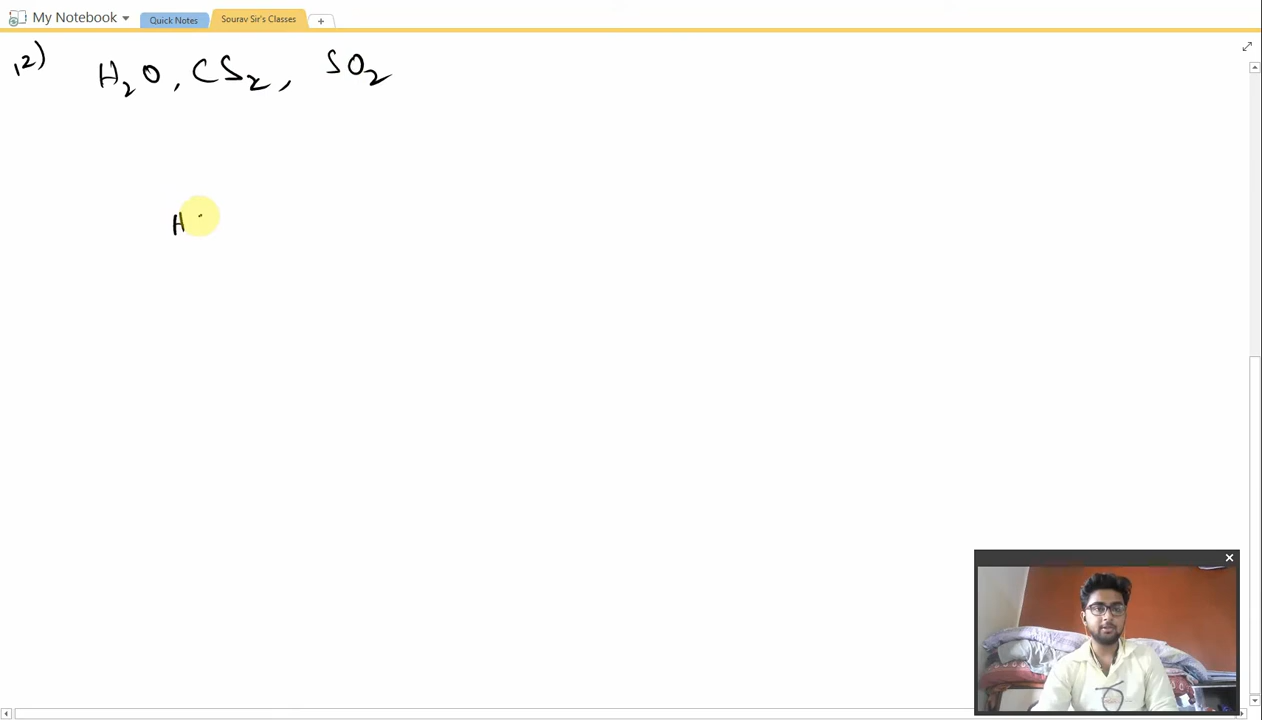 My Notebook Quick Notes Sourav Sir's Classes +
12) H₂O, CS₂, SO₂
H